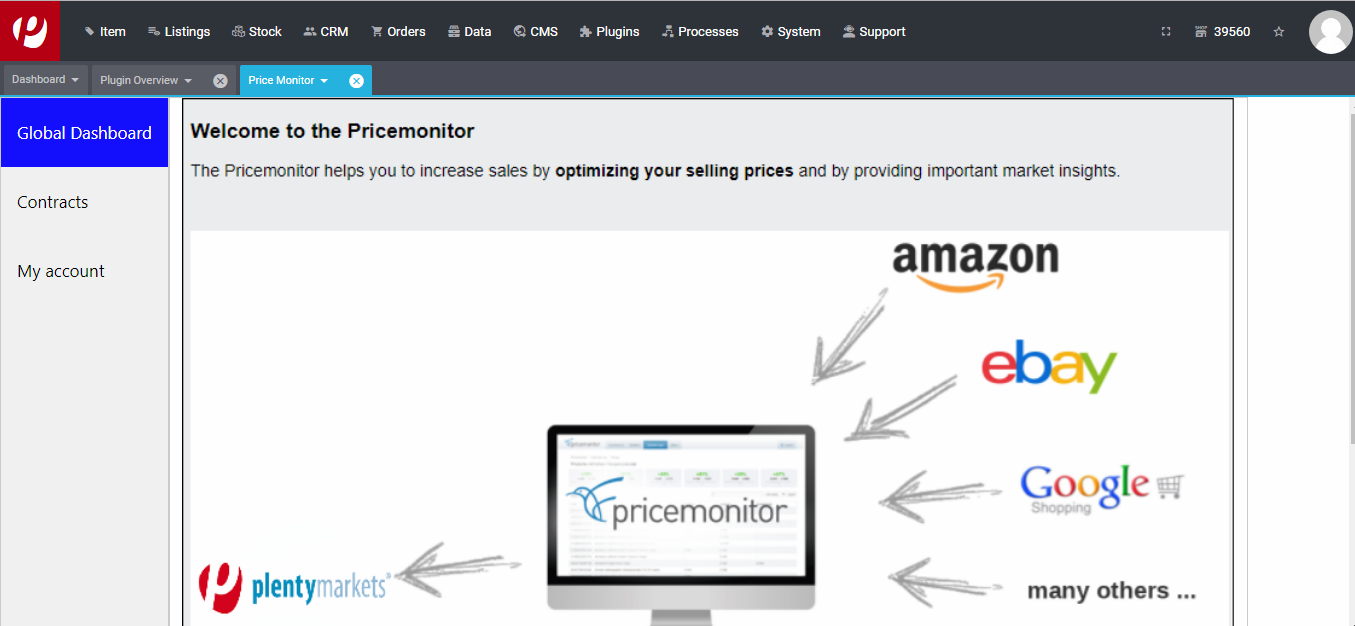 Item Listings Stock CRM Orders Data CMS Plugins Processes System Support 39560
Dashboard Plugin Overview Price Monitor
Global Dashboard
Contracts
My account
Welcome to the Pricemonitor
The Pricemonitor helps you to increase sales by optimizing your selling prices and by providing important market insights.
amazon
ebay
Google
Shopping
pricemonitor
plentymarkets
many others ...